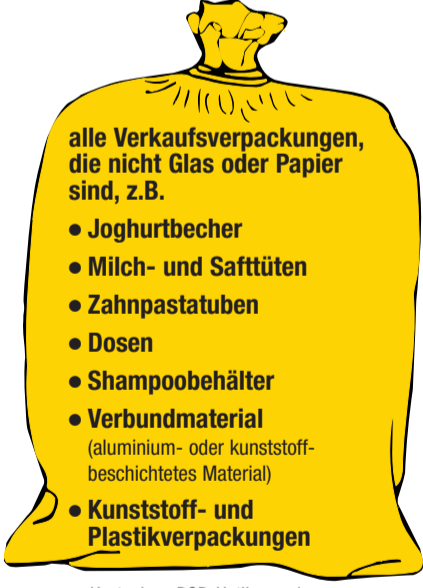 alle Verkaufsverpackungen,
die nicht Glas oder Papier
sind, z.B.
● Joghurtbecher
● Milch- und Safttüten
● Zahnpastatuben
● Dosen
● Shampoobehälter
● Verbundmaterial
(aluminium- oder kunststoff-
beschichtetes Material)
● Kunststoff- und
Plastikverpackungen